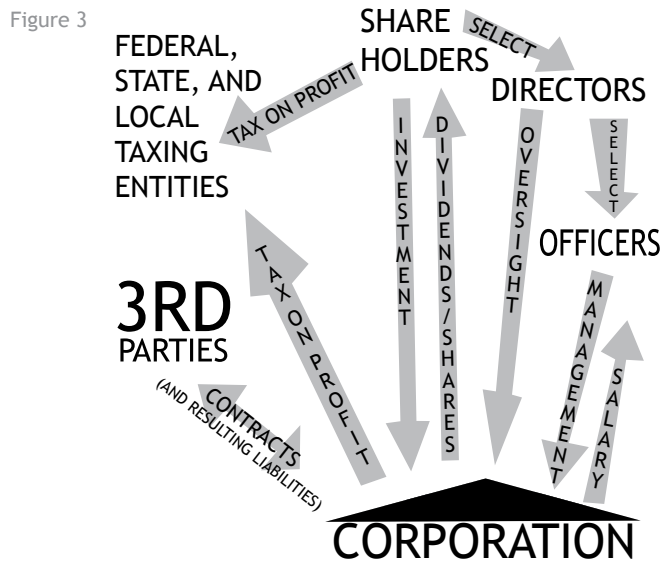 Figure 3
FEDERAL,
STATE, AND
LOCAL
TAXING
ENTITIES
TAX ON PROFIT
SHARE
HOLDERS
SELECT
DIRECTORS
SELECT
OFFICERS
INVESTMENT
DIVIDENDS/SHARES
OVERSIGHT
MANAGEMENT
SALARY
TAX ON PROFIT
3RD
PARTIES
CONTRACTS
(AND RESULTING LIABILITIES)
CORPORATION